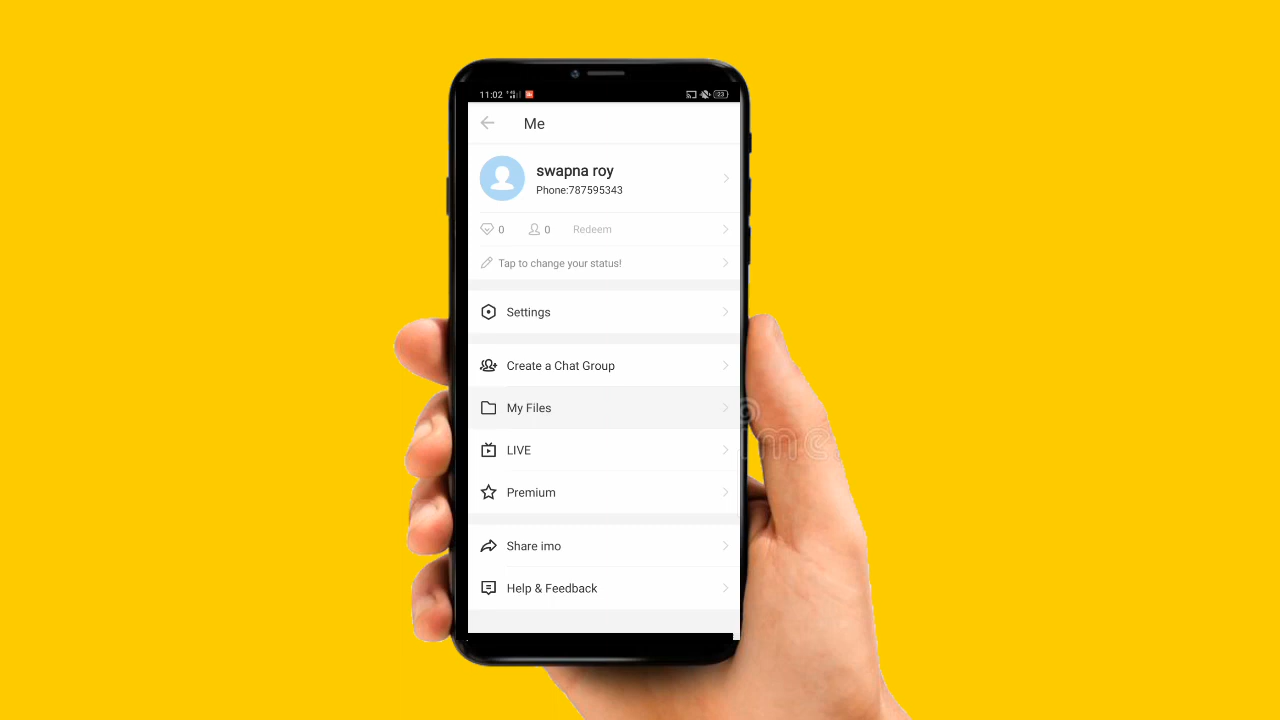 11:02
23
Me
swapna roy
Phone:787595343
0 0 Redeem
Tap to change your status!
Settings
Create a Chat Group
My Files
LIVE
Premium
Share imo
Help & Feedback